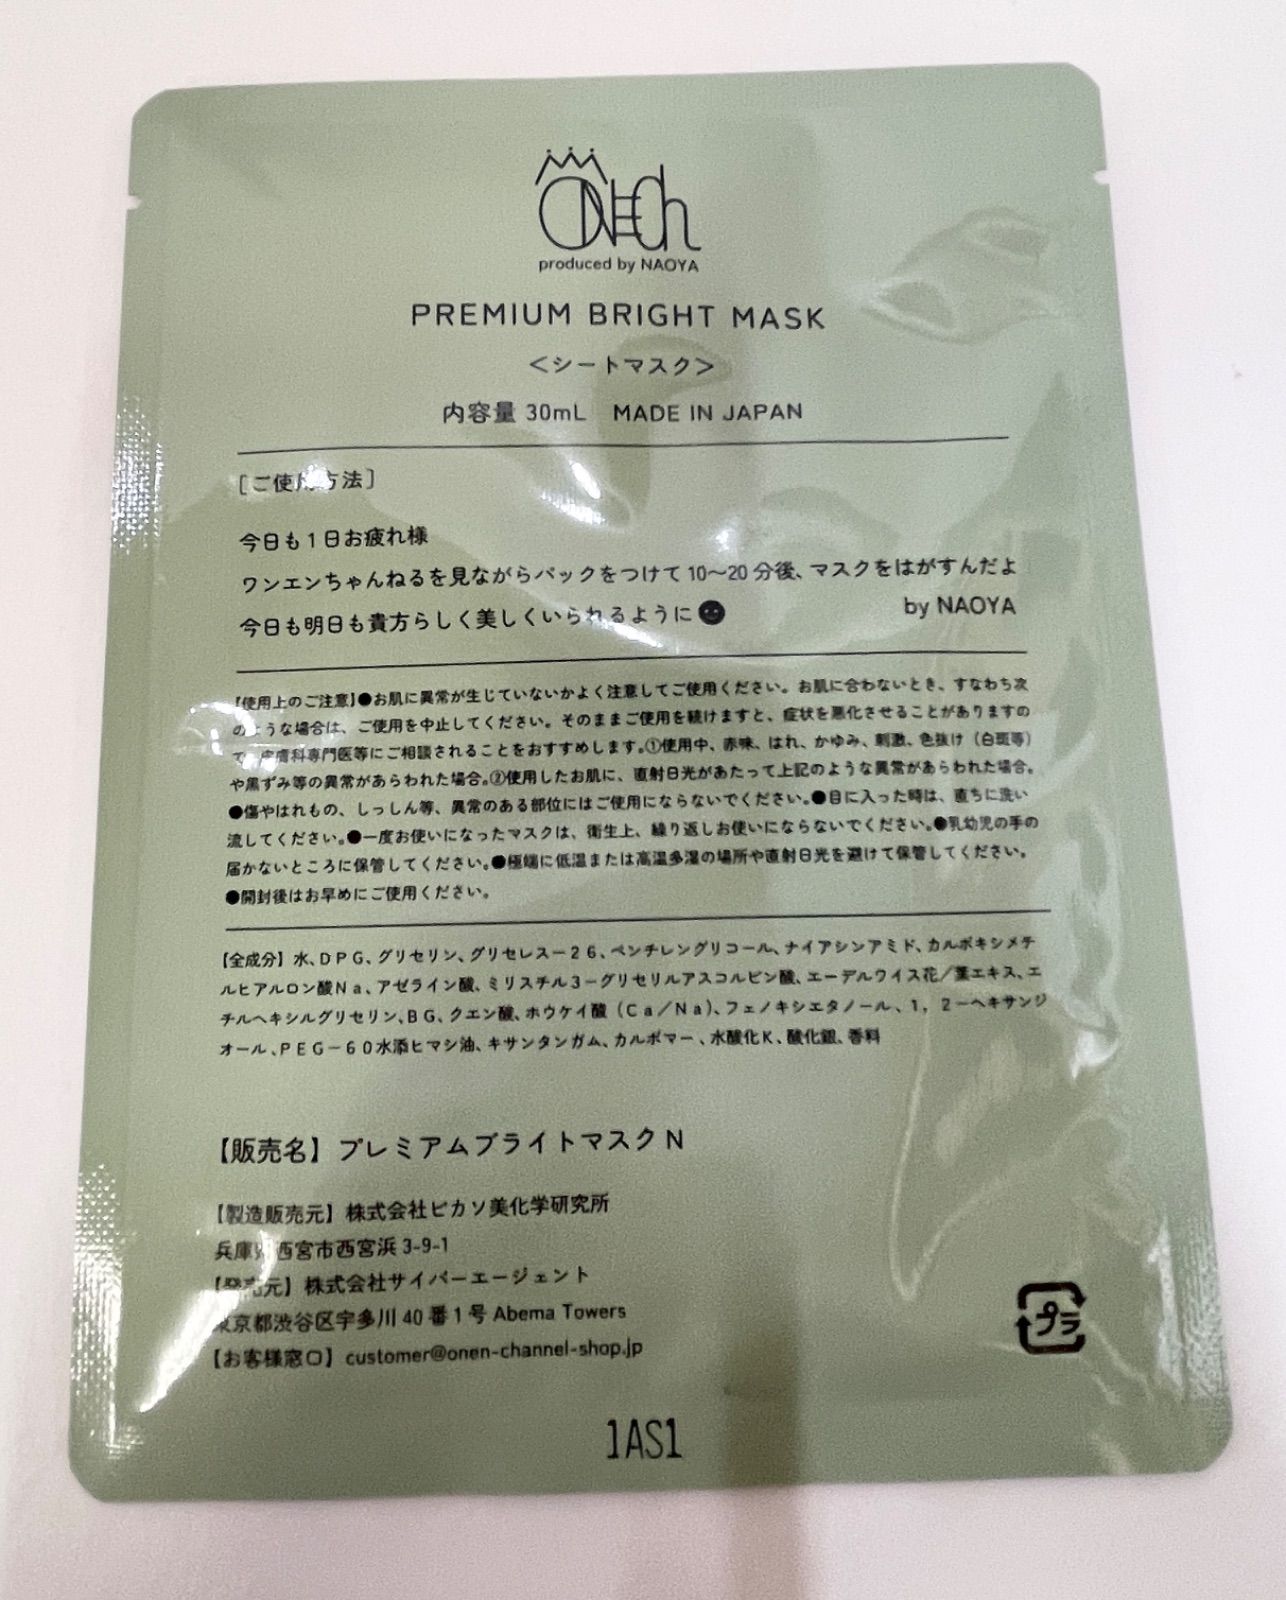 ONECh
produced by NAOYA
PREMIUM BRIGHT MASK
＜シートマスク＞
内容量 30mL MADE IN JAPAN
［ご使用方法］
今日も1日お疲れ様
ワンエンちゃんねるを見ながらパックをつけて10〜20分後、マスクをはがすんだよ
今日も明日も貴方らしく美しくいられるように
by NAOYA
【使用上のご注意】●お肌に異常が生じていないかよく注意してご使用ください。お肌に合わないとき、すなわち次
のような場合は、ご使用を中止してください。そのままご使用を続けますと、症状を悪化させることがありますの
で、皮膚科専門医等にご相談されることをおすすめします。①使用中、赤味、はれ、かゆみ、刺激、色抜け（白斑等）
や黒ずみ等の異常があらわれた場合。②使用したお肌に、直射日光があたって上記のような異常があらわれた場合。
●傷やはれもの、しっしん等、異常のある部位にはご使用にならないでください。●目に入った時は、直ちに洗い
流してください。●一度お使いになったマスクは、衛生上、繰り返しお使いにならないでください。●乳幼児の手の
届かないところに保管してください。●極端に低温または高温多湿の場所や直射日光を避けて保管してください。
●開封後はお早めにご使用ください。
【全成分】水、DPG、グリセリン、グリセレス－26、ペンチレングリコール、ナイアシンアミド、カルボキシメチ
ルヒアルロン酸Na、アゼライン酸、ミリスチル3－グリセリルアスコルビン酸、エーデルワイス花／葉エキス、エ
チルヘキシルグリセリン、BG、クエン酸、ホウケイ酸（Ca／Na）、フェノキシエタノール、1，2－ヘキサンジ
オール、PEG－60水添ヒマシ油、キサンタンガム、カルボマー、水酸化K、酸化銀、香料
【販売名】プレミアムブライトマスクN
【製造販売元】株式会社ピカソ美化学研究所
兵庫県西宮市西宮浜3-9-1
【発売元】株式会社サイバーエージェント
東京都渋谷区宇多川40番1号 Abema Towers
【お客様窓口】customer@onen-channel-shop.jp
プラ
1AS1